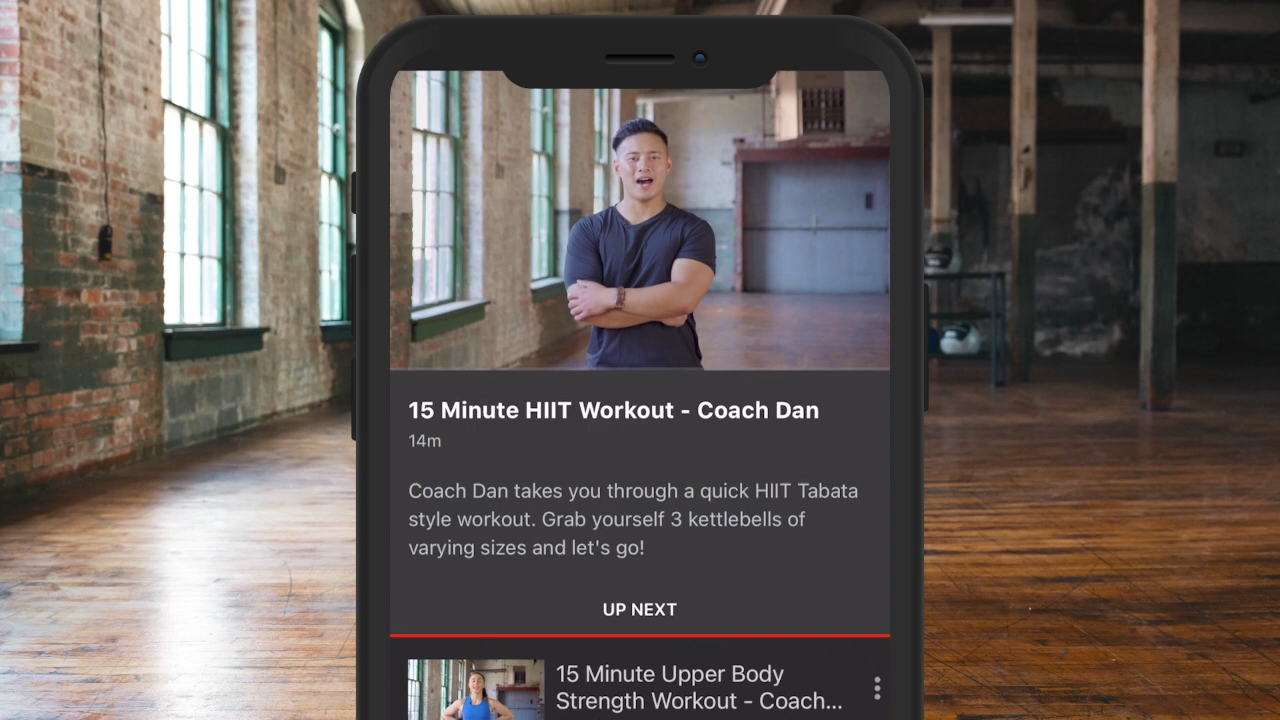 15 Minute HIIT Workout - Coach Dan
14m
Coach Dan takes you through a quick HIIT Tabata
style workout. Grab yourself 3 kettlebells of
varying sizes and let's go!
UP NEXT
15 Minute Upper Body
Strength Workout - Coach...